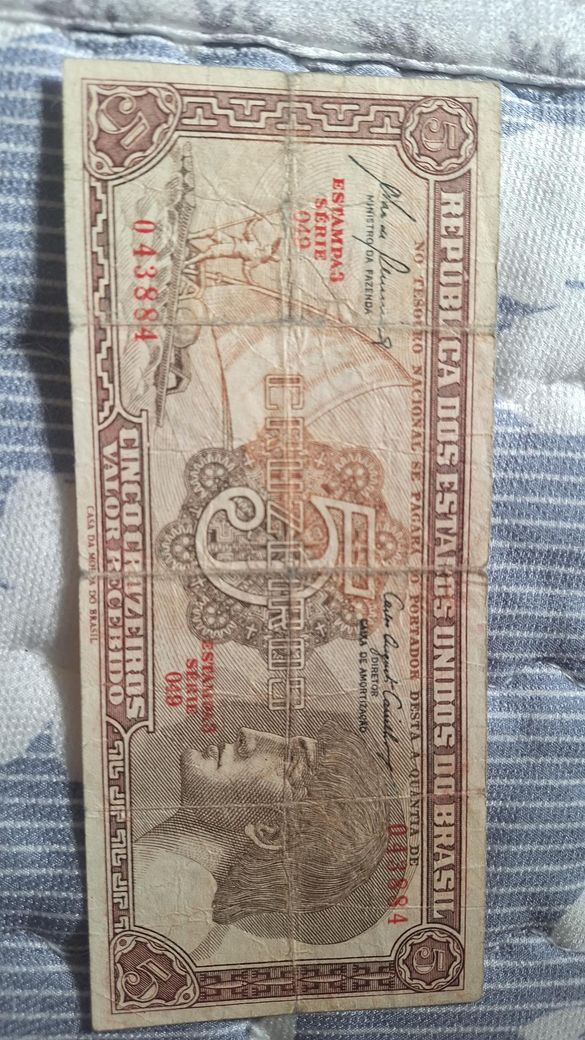 5
5
REPÚBLICA DOS ESTADOS UNIDOS DO BRASIL
NO TESOURO NACIONAL SE PAGARÁ AO PORTADOR DESTA A QUANTIA DE
MINISTRO DA FAZENDA
ESTAMPA 3
SÉRIE
049
043884
DIRETOR
CAIXA DE AMORTIZAÇÃO
043884
5
CRUZEIROS
ESTAMPA 3
SÉRIE
049
5
CINCO CRUZEIROS
VALOR RECEBIDO
5
CASA DA MOEDA DO BRASIL